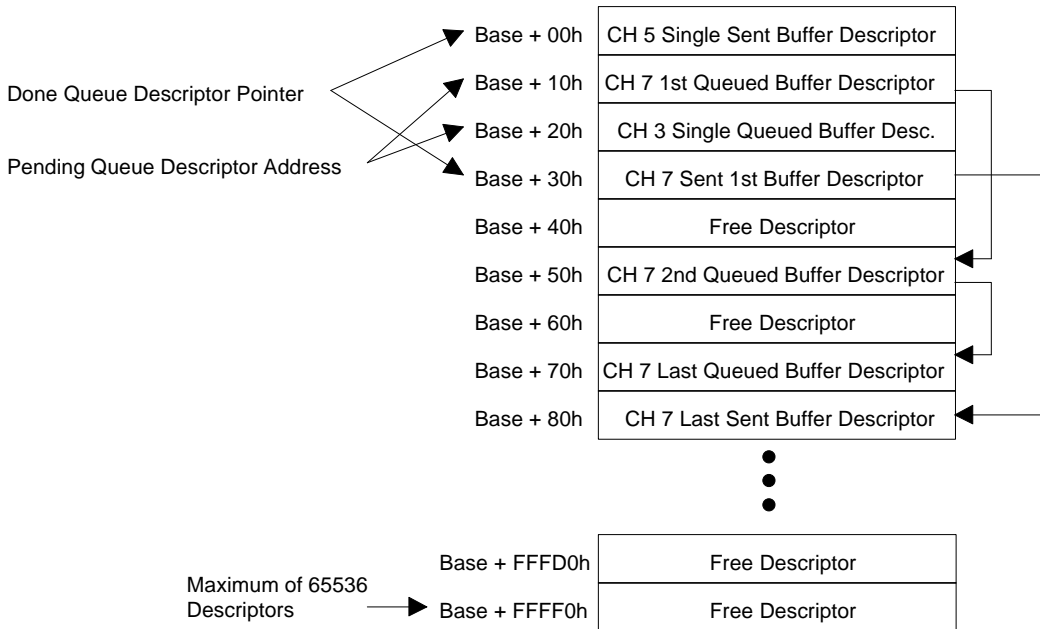 Base + 00h CH 5 Single Sent Buffer Descriptor
Done Queue Descriptor Pointer
Base + 10h CH 7 1st Queued Buffer Descriptor
Base + 20h CH 3 Single Queued Buffer Desc.
Pending Queue Descriptor Address
Base + 30h CH 7 Sent 1st Buffer Descriptor
Base + 40h Free Descriptor
Base + 50h CH 7 2nd Queued Buffer Descriptor
Base + 60h Free Descriptor
Base + 70h CH 7 Last Queued Buffer Descriptor
Base + 80h CH 7 Last Sent Buffer Descriptor
Base + FFFD0h Free Descriptor
Maximum of 65536
Descriptors
Base + FFFF0h Free Descriptor